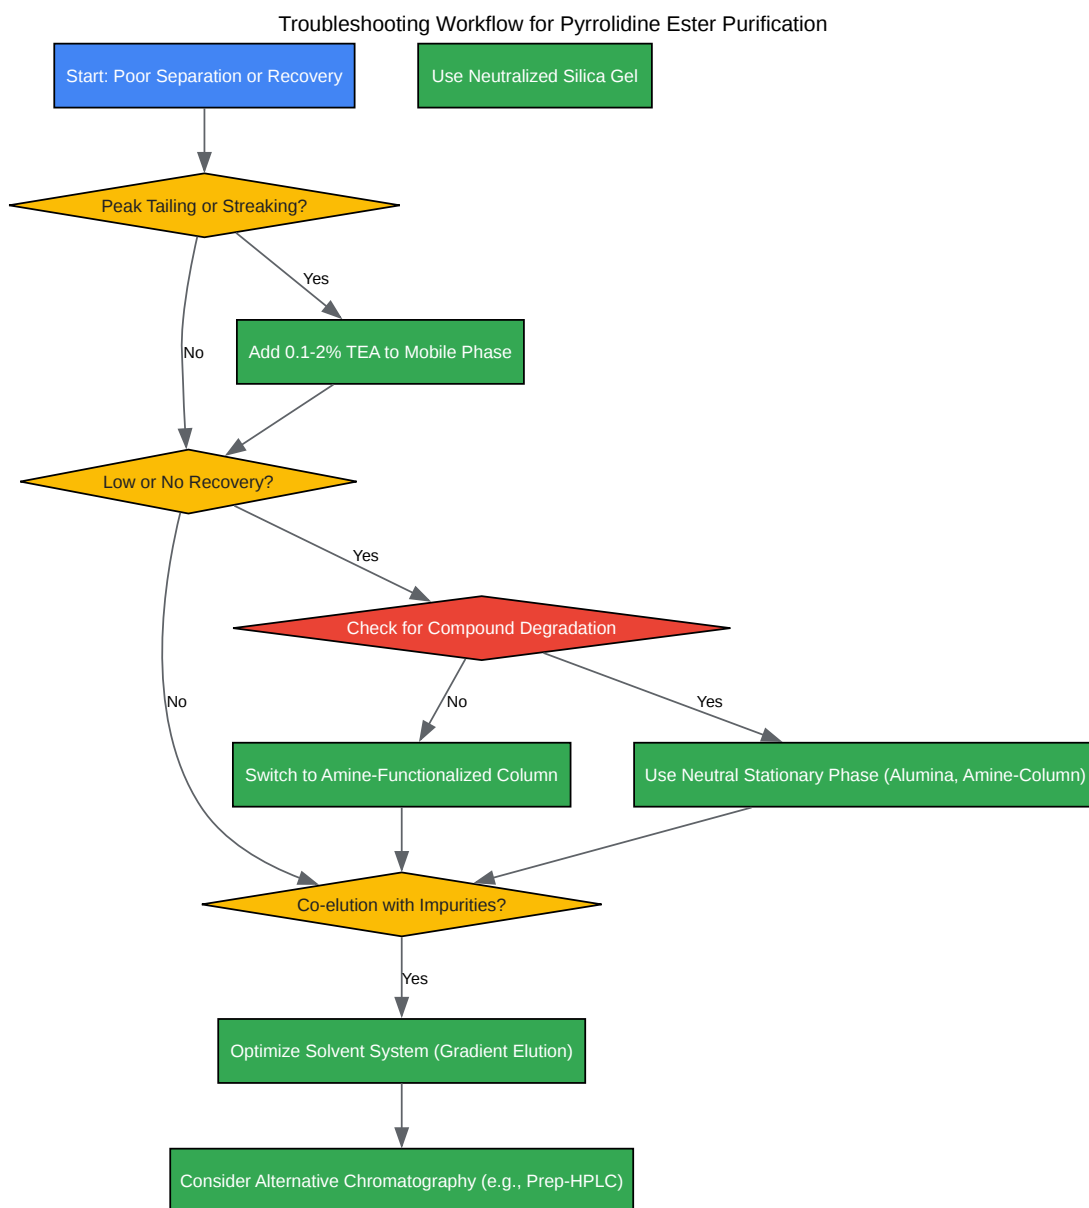 Troubleshooting Workflow for Pyrrolidine Ester Purification
Start: Poor Separation or Recovery
Use Neutralized Silica Gel
Peak Tailing or Streaking?
Yes
Add 0.1-2% TEA to Mobile Phase
No
Low or No Recovery?
Yes
Check for Compound Degradation
No
No
Yes
Switch to Amine-Functionalized Column
Use Neutral Stationary Phase (Alumina, Amine-Column)
Co-elution with Impurities?
Yes
Optimize Solvent System (Gradient Elution)
Consider Alternative Chromatography (e.g., Prep-HPLC)